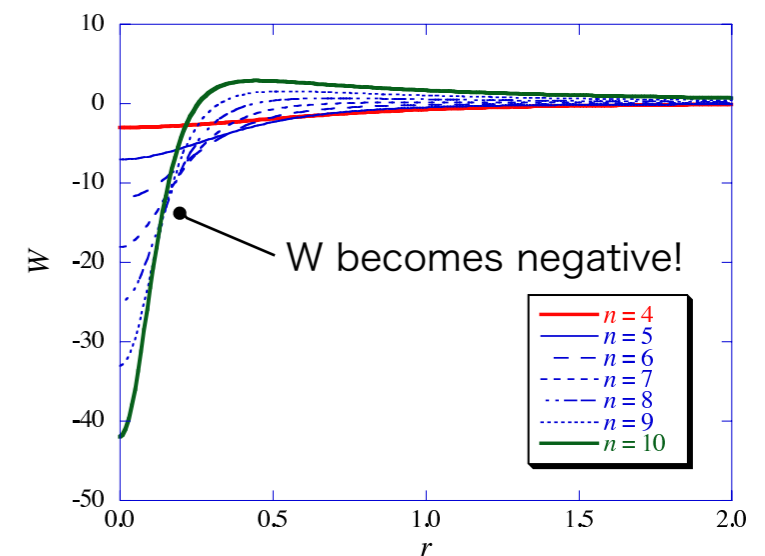 10
0
-10
-20
-30
-40
-50
W
W becomes negative!
n = 4
n = 5
n = 6
n = 7
n = 8
n = 9
n = 10
0.0 0.5 1.0 1.5 2.0
r